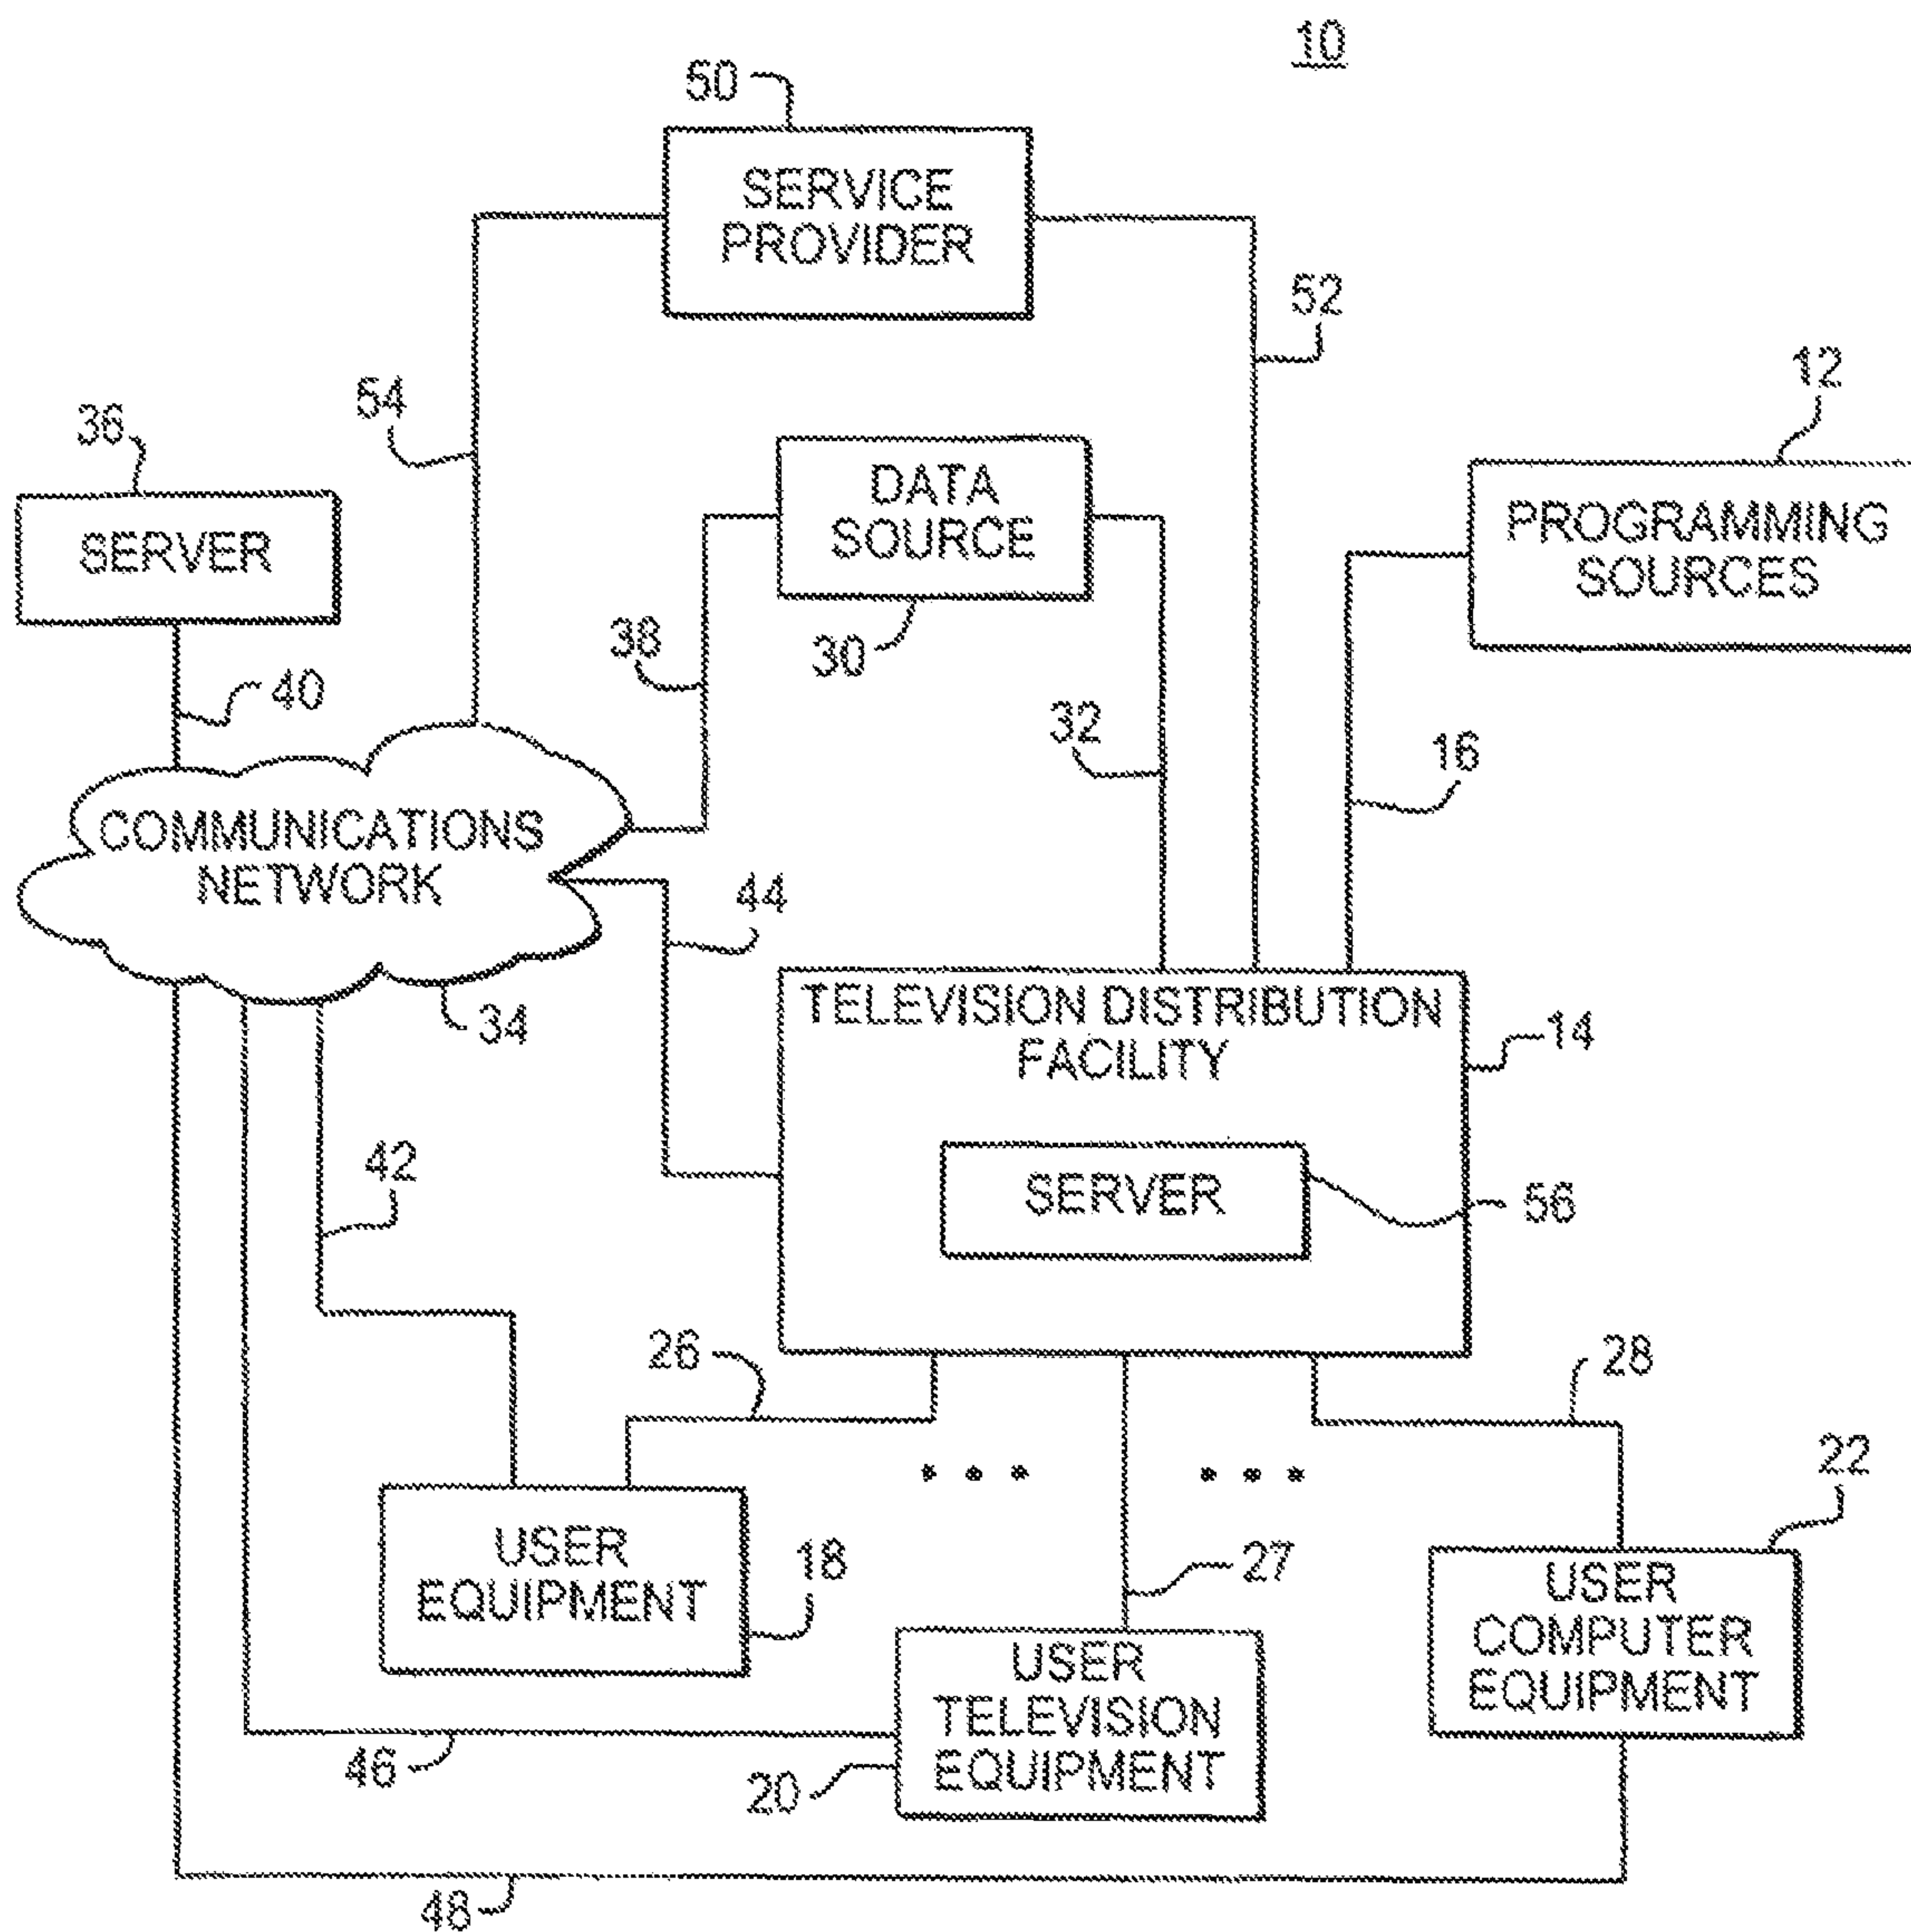 10
50
SERVICE
PROVIDER
52
12
54
36
SERVER
DATA
SOURCE
PROGRAMMING
SOURCES
38
30
40
32
16
COMMUNICATIONS
NETWORK
44
34
TELEVISION DISTRIBUTION
FACILITY
14
42
SERVER
56
26
28
22
USER
EQUIPMENT
18
27
USER
COMPUTER
EQUIPMENT
USER
TELEVISION
EQUIPMENT
46
20
48